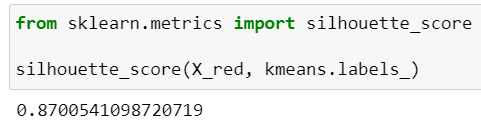 from sklearn.metrics import silhouette_score
silhouette_score(X_red, kmeans.labels_)
0.8700541098720719